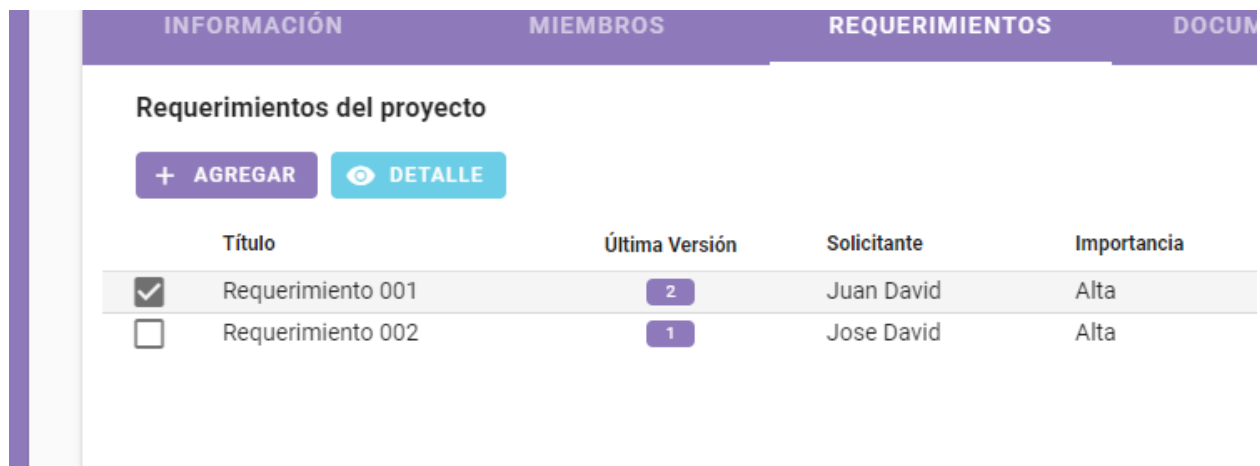 INFORMACIÓN MIEMBROS REQUERIMIENTOS DOCUM
Requerimientos del proyecto
+ AGREGAR DETALLE
Título Última Versión Solicitante Importancia
Requerimiento 001 2 Juan David Alta
Requerimiento 002 1 Jose David Alta